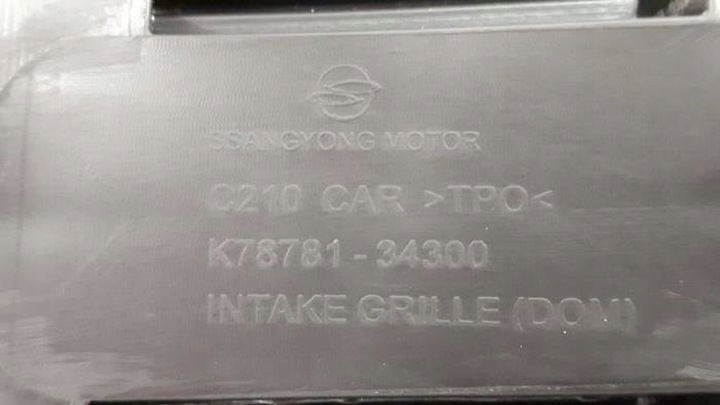 SSANGYONG MOTOR
C210 CAR >TPO<
K78781-34300
INTAKE GRILLE (DOM)